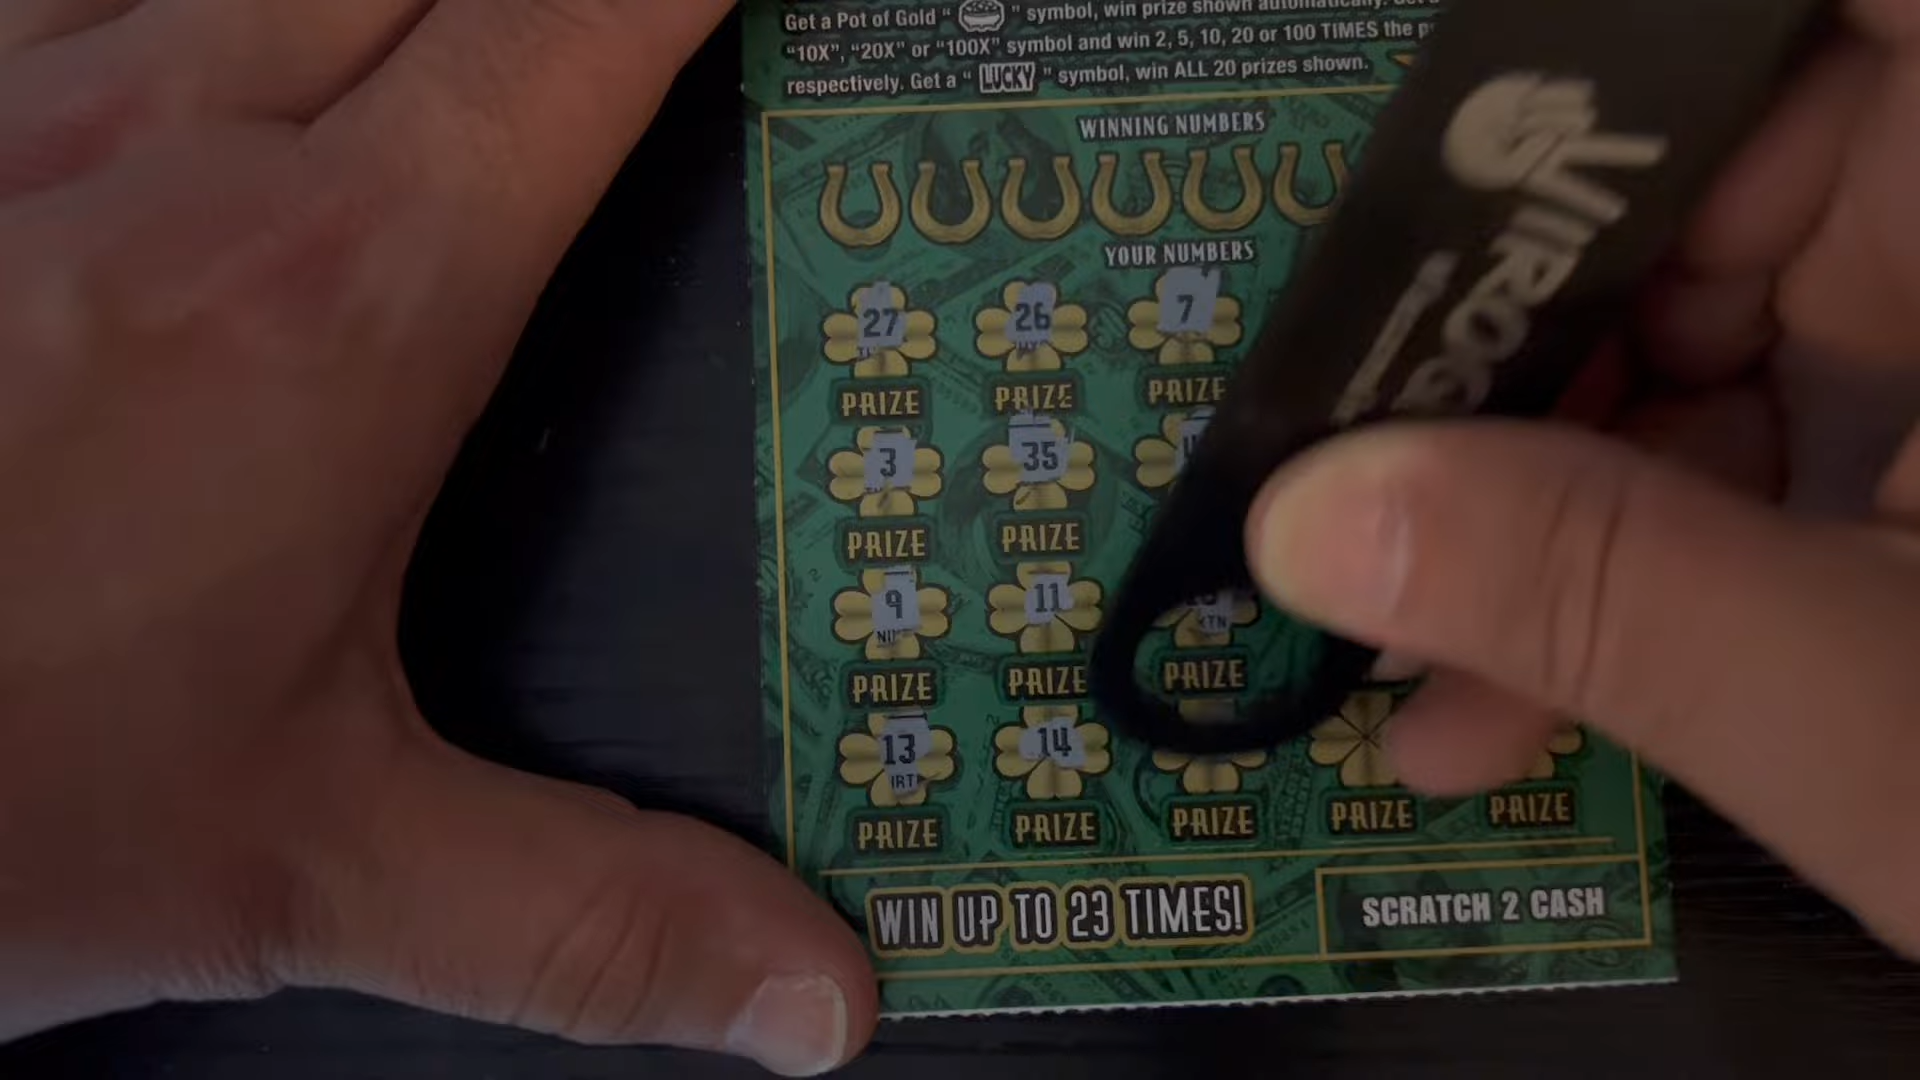 Get a Pot of Gold " " symbol, win prize shown automatically.
"10X", "20X" or "100X" symbol and win 2, 5, 10, 20 or 100 TIMES the
respectively. Get a " LUCKY " symbol, win ALL 20 prizes shown.
WINNING NUMBERS
YOUR NUMBERS
27 26 7
PRIZE PRIZE PRIZE
3 35
PRIZE PRIZE
9 11
PRIZE PRIZE PRIZE
13 14
IRT
PRIZE PRIZE PRIZE PRIZE PRIZE
WIN UP TO 23 TIMES!
SCRATCH 2 CASH